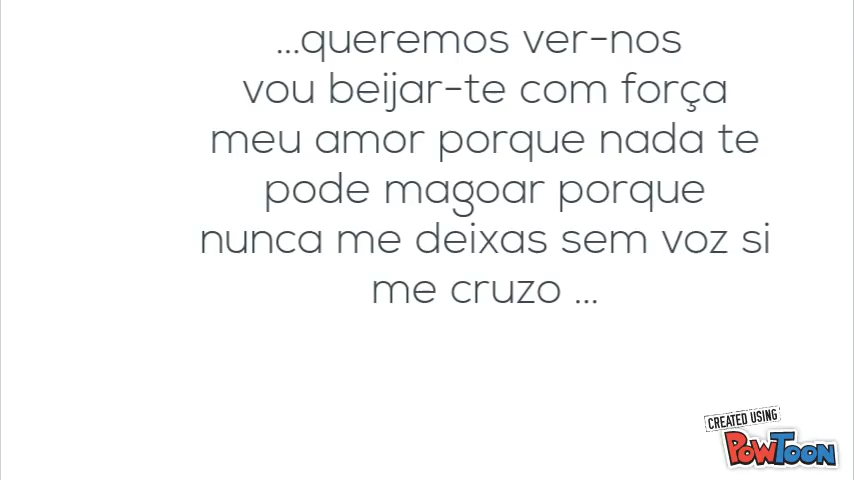 ...queremos ver-nos
vou beijar-te com força
meu amor porque nada te
pode magoar porque
nunca me deixas sem voz si
me cruzo ...
CREATED USING
POWTOON